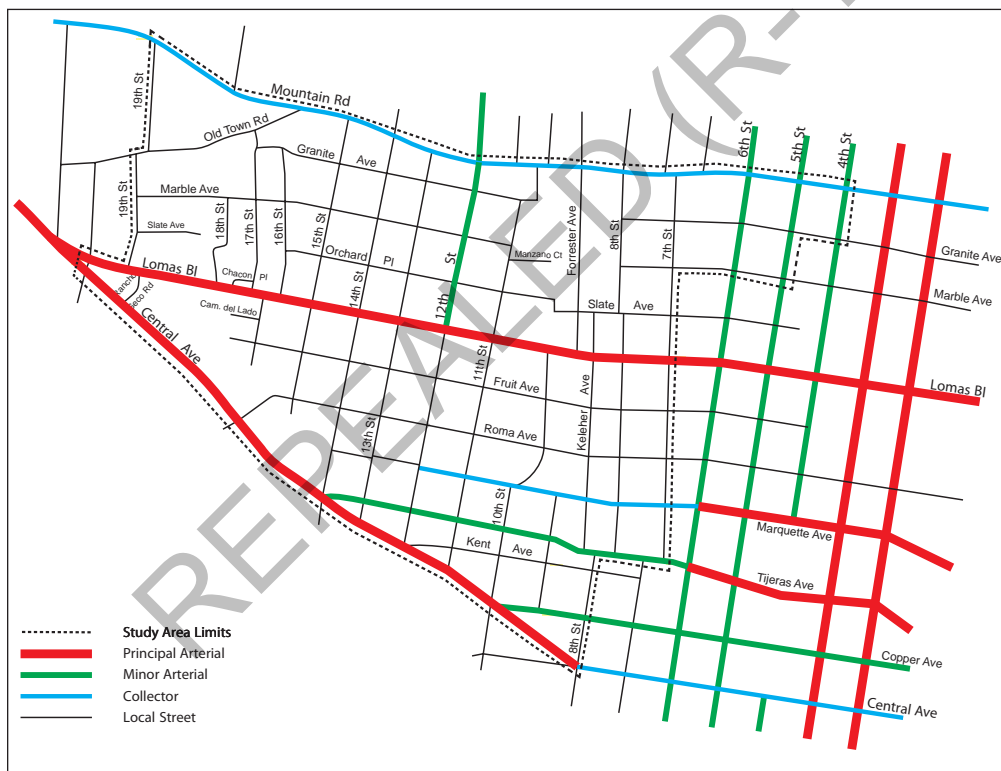 REPEALED (R-
Mountain Rd
19th St
Old Town Rd
Granite Ave
6th St
5th St
4th St
19th St
Marble Ave
Slate Ave
18th St
17th St
16th St
15th St
Orchard Pl
12th St
Manzano Ct
Forrester Ave
8th St
7th St
Granite Ave
Marble Ave
Lomas Bl
Chacon Pl
Rancho Seco Rd
Cam. del Lado
14th St
Slate Ave
Central Ave
11th St
Fruit Ave
Keleher Ave
Lomas Bl
13th St
Roma Ave
10th St
Kent Ave
Marquette Ave
Tijeras Ave
8th St
Copper Ave
Central Ave
Study Area Limits
Principal Arterial
Minor Arterial
Collector
Local Street